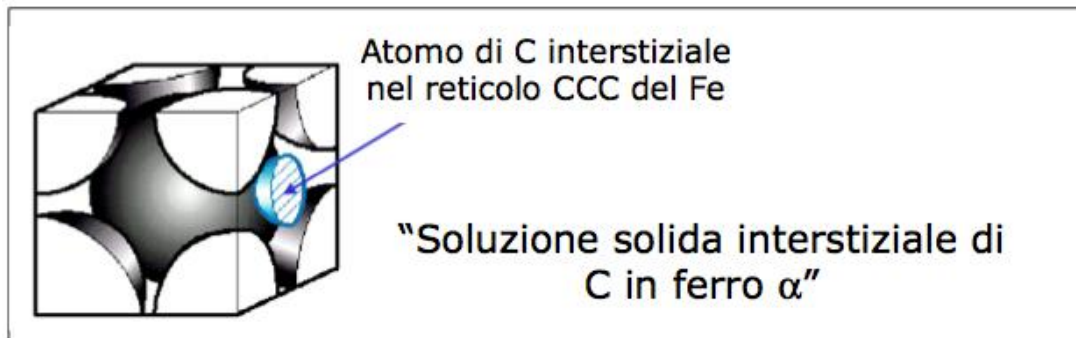 Atomo di C interstiziale
nel reticolo CCC del Fe
“Soluzione solida interstiziale di
C in ferro α”